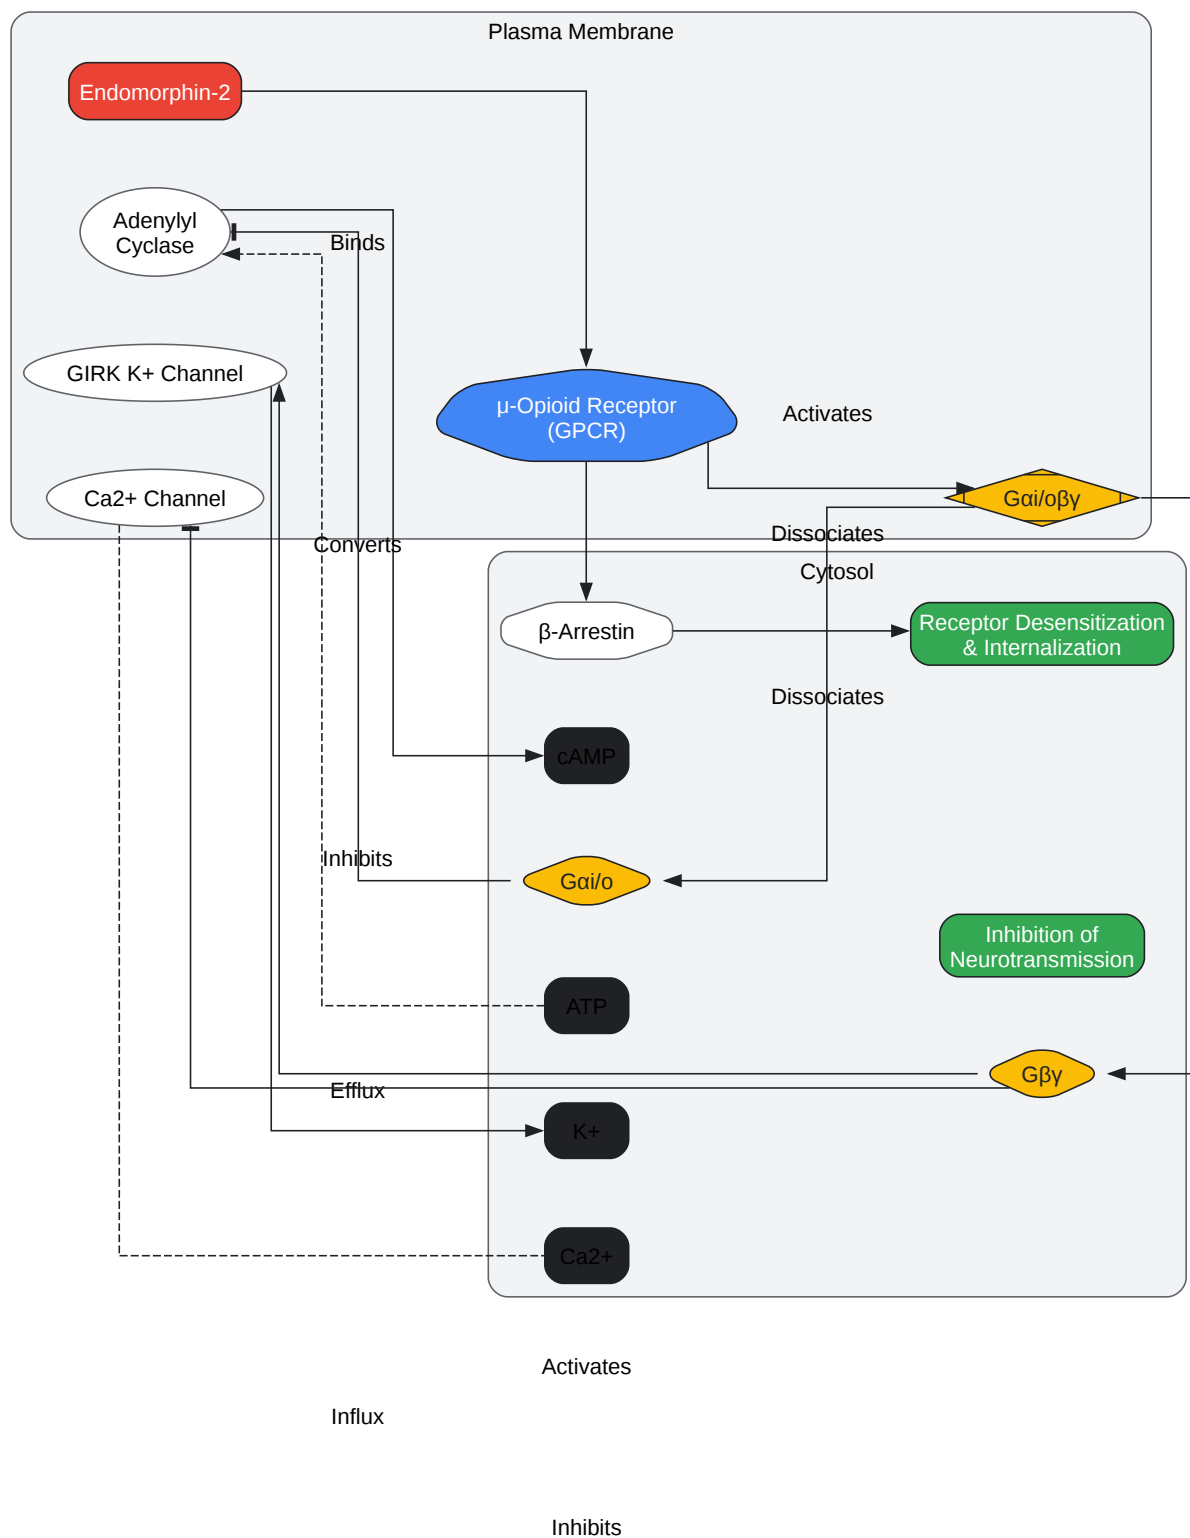 Plasma Membrane
Endomorphin-2
Adenylyl
Cyclase
Binds
GIRK K+ Channel
μ-Opioid Receptor
(GPCR)
Activates
Ca2+ Channel
Gαi/oβγ
Dissociates
Converts
Cytosol
β-Arrestin
Receptor Desensitization
& Internalization
Dissociates
cAMP
Inhibits
Gαi/o
Inhibition of
Neurotransmission
ATP
Gβγ
Efflux
K+
Ca2+
Activates
Influx
Inhibits